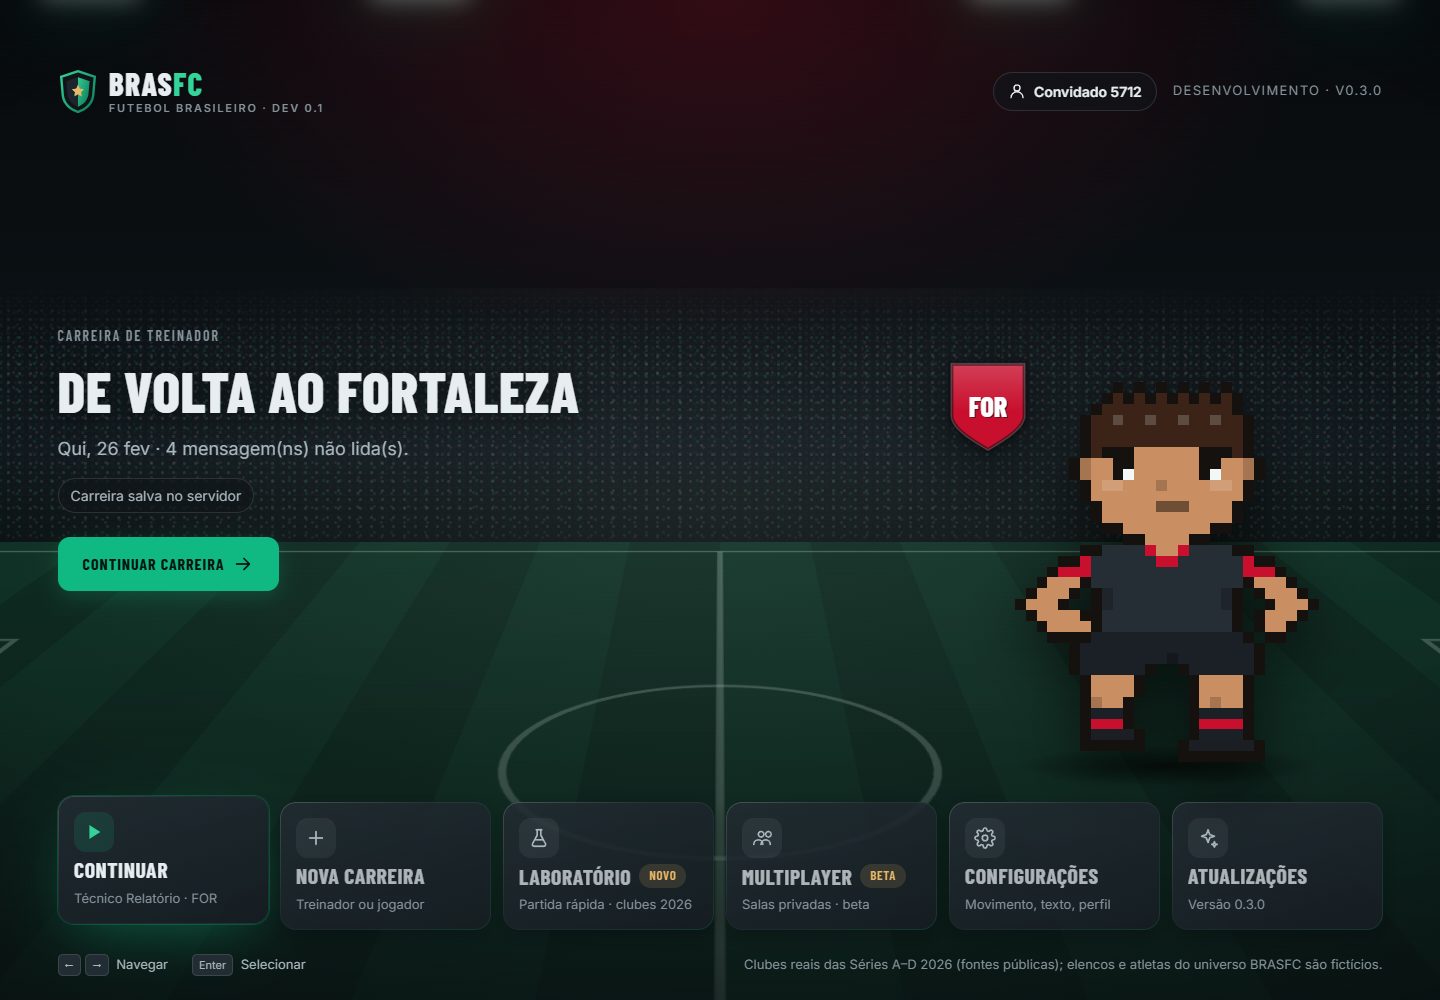 BRASFC
FUTEBOL BRASILEIRO · DEV 0.1
Convidado 5712
DESENVOLVIMENTO · V0.3.0
CARREIRA DE TREINADOR
DE VOLTA AO FORTALEZA
Qui, 26 fev · 4 mensagem(ns) não lida(s).
Carreira salva no servidor
CONTINUAR CARREIRA →
FOR
CONTINUAR
Técnico Relatório · FOR
NOVA CARREIRA
Treinador ou jogador
LABORATÓRIO NOVO
Partida rápida · clubes 2026
MULTIPLAYER BETA
Salas privadas · beta
CONFIGURAÇÕES
Movimento, texto, perfil
ATUALIZAÇÕES
Versão 0.3.0
← → Navegar Enter Selecionar
Clubes reais das Séries A–D 2026 (fontes públicas); elencos e atletas do universo BRASFC são fictícios.